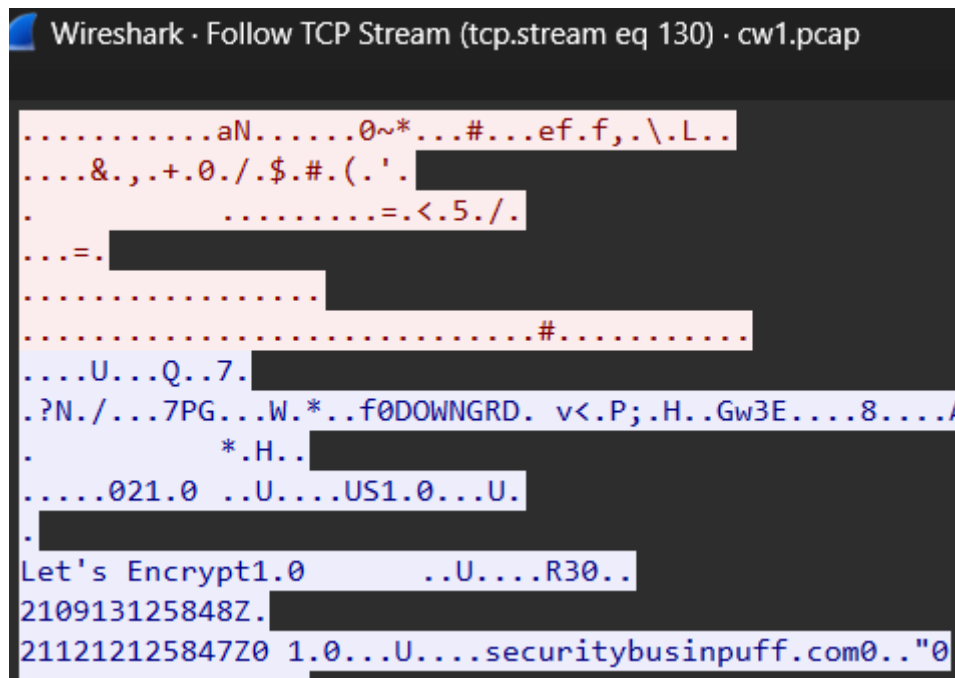 Wireshark · Follow TCP Stream (tcp.stream eq 130) · cw1.pcap
...........aN......0~*...#...ef.f,.\.L..
....&.,.+.0./.$.#.(.'.
. .........=.<.5./.
...=.
.................
.............................#...........
....U...Q..7.
.?N./...7PG...W.*..f0DOWNGRD. v<.P;.H..Gw3E....8....A
. *.H..
.....021.0 ..U....US1.0...U.
.
Let's Encrypt1.0 ..U....R30..
210913125848Z.
211212125847Z0 1.0...U....securitybusinpuff.com0.."0